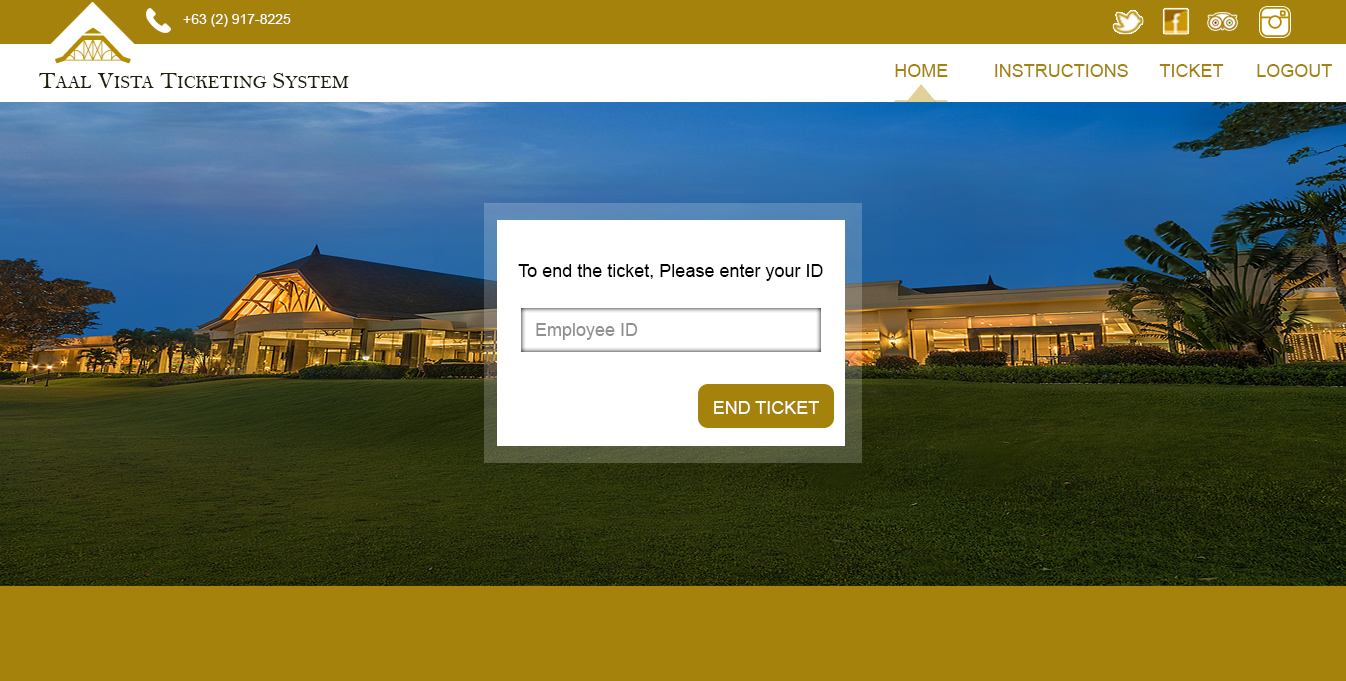 +63 (2) 917-8225
TAAL VISTA TICKETING SYSTEM
HOME INSTRUCTIONS TICKET LOGOUT
To end the ticket, Please enter your ID
Employee ID
END TICKET